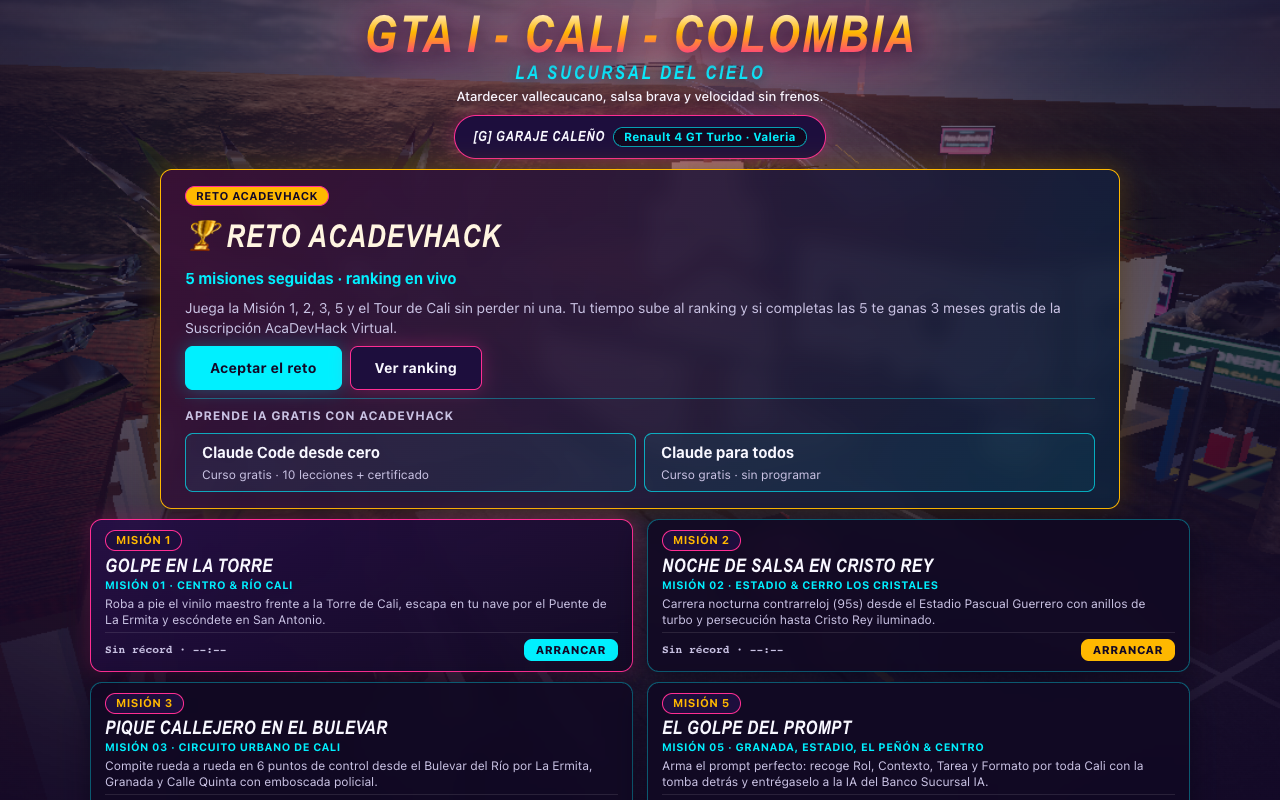 GTA I - CALI - COLOMBIA
LA SUCURSAL DEL CIELO
Atardecer vallecaucano, salsa brava y velocidad sin frenos.
[G] GARAJE CALEÑO Renault 4 GT Turbo · Valeria
RETO ACADEVHACK
🏆 RETO ACADEVHACK
5 misiones seguidas · ranking en vivo
Juega la Misión 1, 2, 3, 5 y el Tour de Cali sin perder ni una. Tu tiempo sube al ranking y si completas las 5 te ganas 3 meses gratis de la
Suscripción AcaDevHack Virtual.
Aceptar el reto Ver ranking
APRENDE IA GRATIS CON ACADEVHACK
Claude Code desde cero
Curso gratis · 10 lecciones + certificado
Claude para todos
Curso gratis · sin programar
MISIÓN 1
GOLPE EN LA TORRE
MISIÓN 01 · CENTRO & RÍO CALI
Roba a pie el vinilo maestro frente a la Torre de Cali, escapa en tu nave por el Puente de
La Ermita y escóndete en San Antonio.
Sin récord · --:-- ARRANCAR
MISIÓN 2
NOCHE DE SALSA EN CRISTO REY
MISIÓN 02 · ESTADIO & CERRO LOS CRISTALES
Carrera nocturna contrarreloj (95s) desde el Estadio Pascual Guerrero con anillos de
turbo y persecución hasta Cristo Rey iluminado.
Sin récord · --:-- ARRANCAR
MISIÓN 3
PIQUE CALLEJERO EN EL BULEVAR
MISIÓN 03 · CIRCUITO URBANO DE CALI
Compite rueda a rueda en 6 puntos de control desde el Bulevar del Río por La Ermita,
Granada y Calle Quinta con emboscada policial.
MISIÓN 5
EL GOLPE DEL PROMPT
MISIÓN 05 · GRANADA, ESTADIO, EL PEÑÓN & CENTRO
Arma el prompt perfecto: recoge Rol, Contexto, Tarea y Formato por toda Cali con la
tomba detrás y entrégaselo a la IA del Banco Sucursal IA.